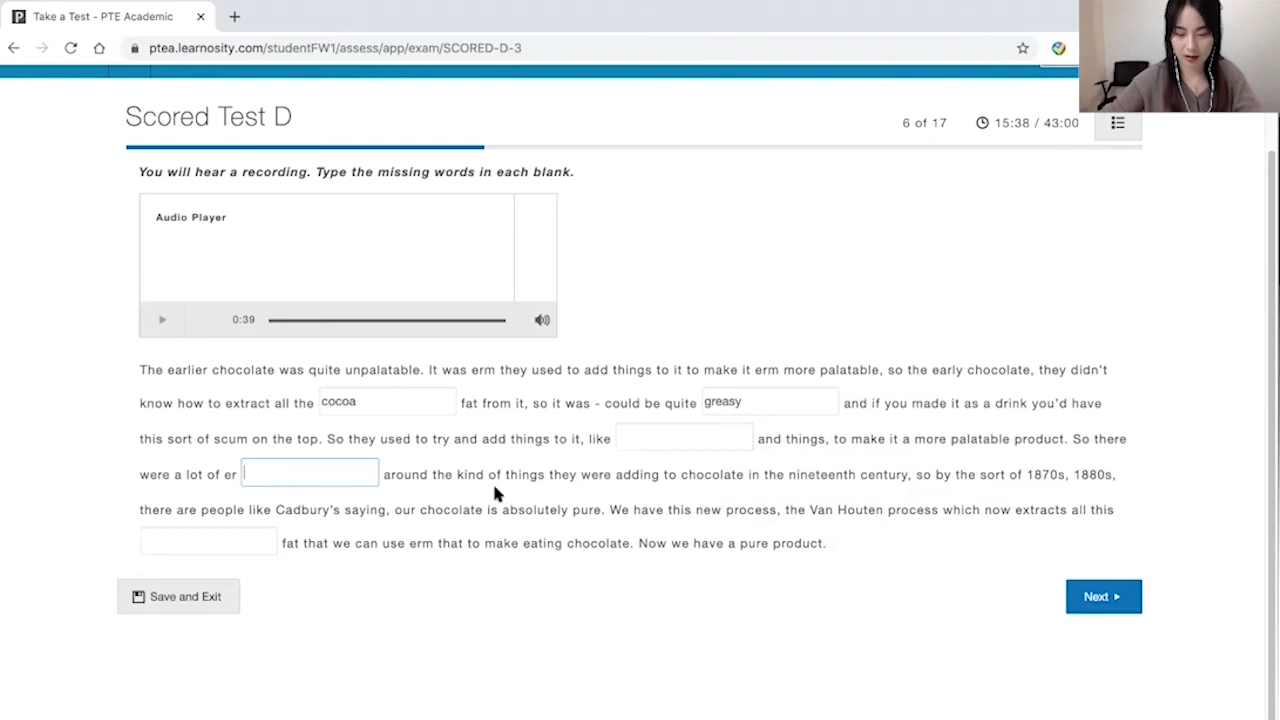 Take a Test - PTE Academic
ptea.learnosity.com/studentFW1/assess/app/exam/SCORED-D-3
Scored Test D
6 of 17
15:38 / 43:00
You will hear a recording. Type the missing words in each blank.
Audio Player
0:39
The earlier chocolate was quite unpalatable. It was erm they used to add things to it to make it erm more palatable, so the early chocolate, they didn't
know how to extract all the cocoa fat from it, so it was - could be quite greasy and if you made it as a drink you'd have
this sort of scum on the top. So they used to try and add things to it, like and things, to make it a more palatable product. So there
were a lot of er around the kind of things they were adding to chocolate in the nineteenth century, so by the sort of 1870s, 1880s,
there are people like Cadbury's saying, our chocolate is absolutely pure. We have this new process, the Van Houten process which now extracts all this
fat that we can use erm that to make eating chocolate. Now we have a pure product.
Save and Exit
Next